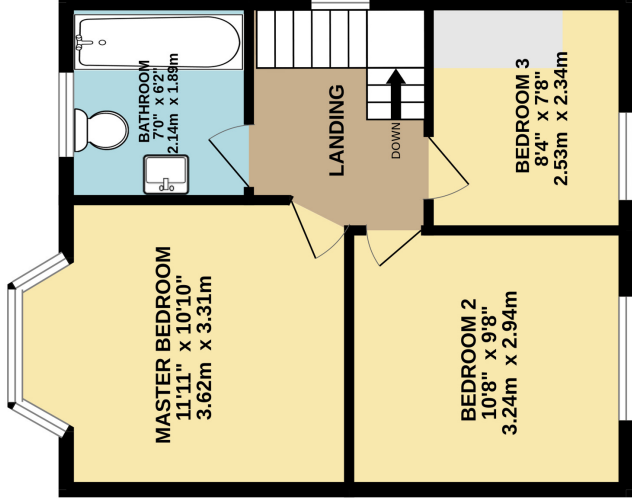 BATHROOM
7'0" x 6'2"
2.14m x 1.89m
LANDING
DOWN
BEDROOM 3
8'4" x 7'8"
2.53m x 2.34m
MASTER BEDROOM
11'11" x 10'10"
3.62m x 3.31m
BEDROOM 2
10'8" x 9'8"
3.24m x 2.94m